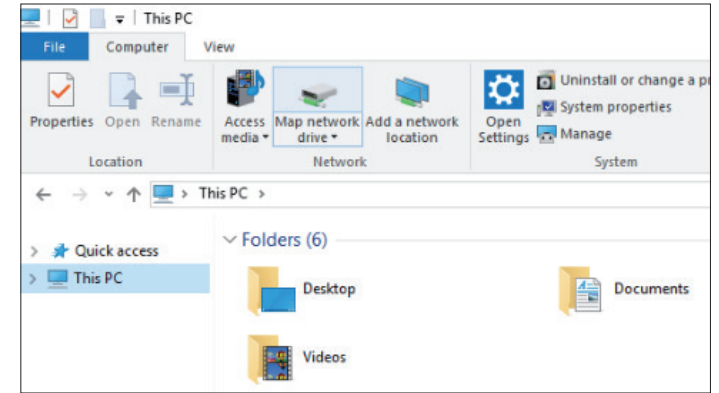 This PC
File Computer View
Properties Open Rename Access media Map network drive Add a network location Open Settings Uninstall or change a pr
System properties
Manage
Location Network System
This PC
Quick access
This PC
Folders (6)
Desktop Documents
Videos